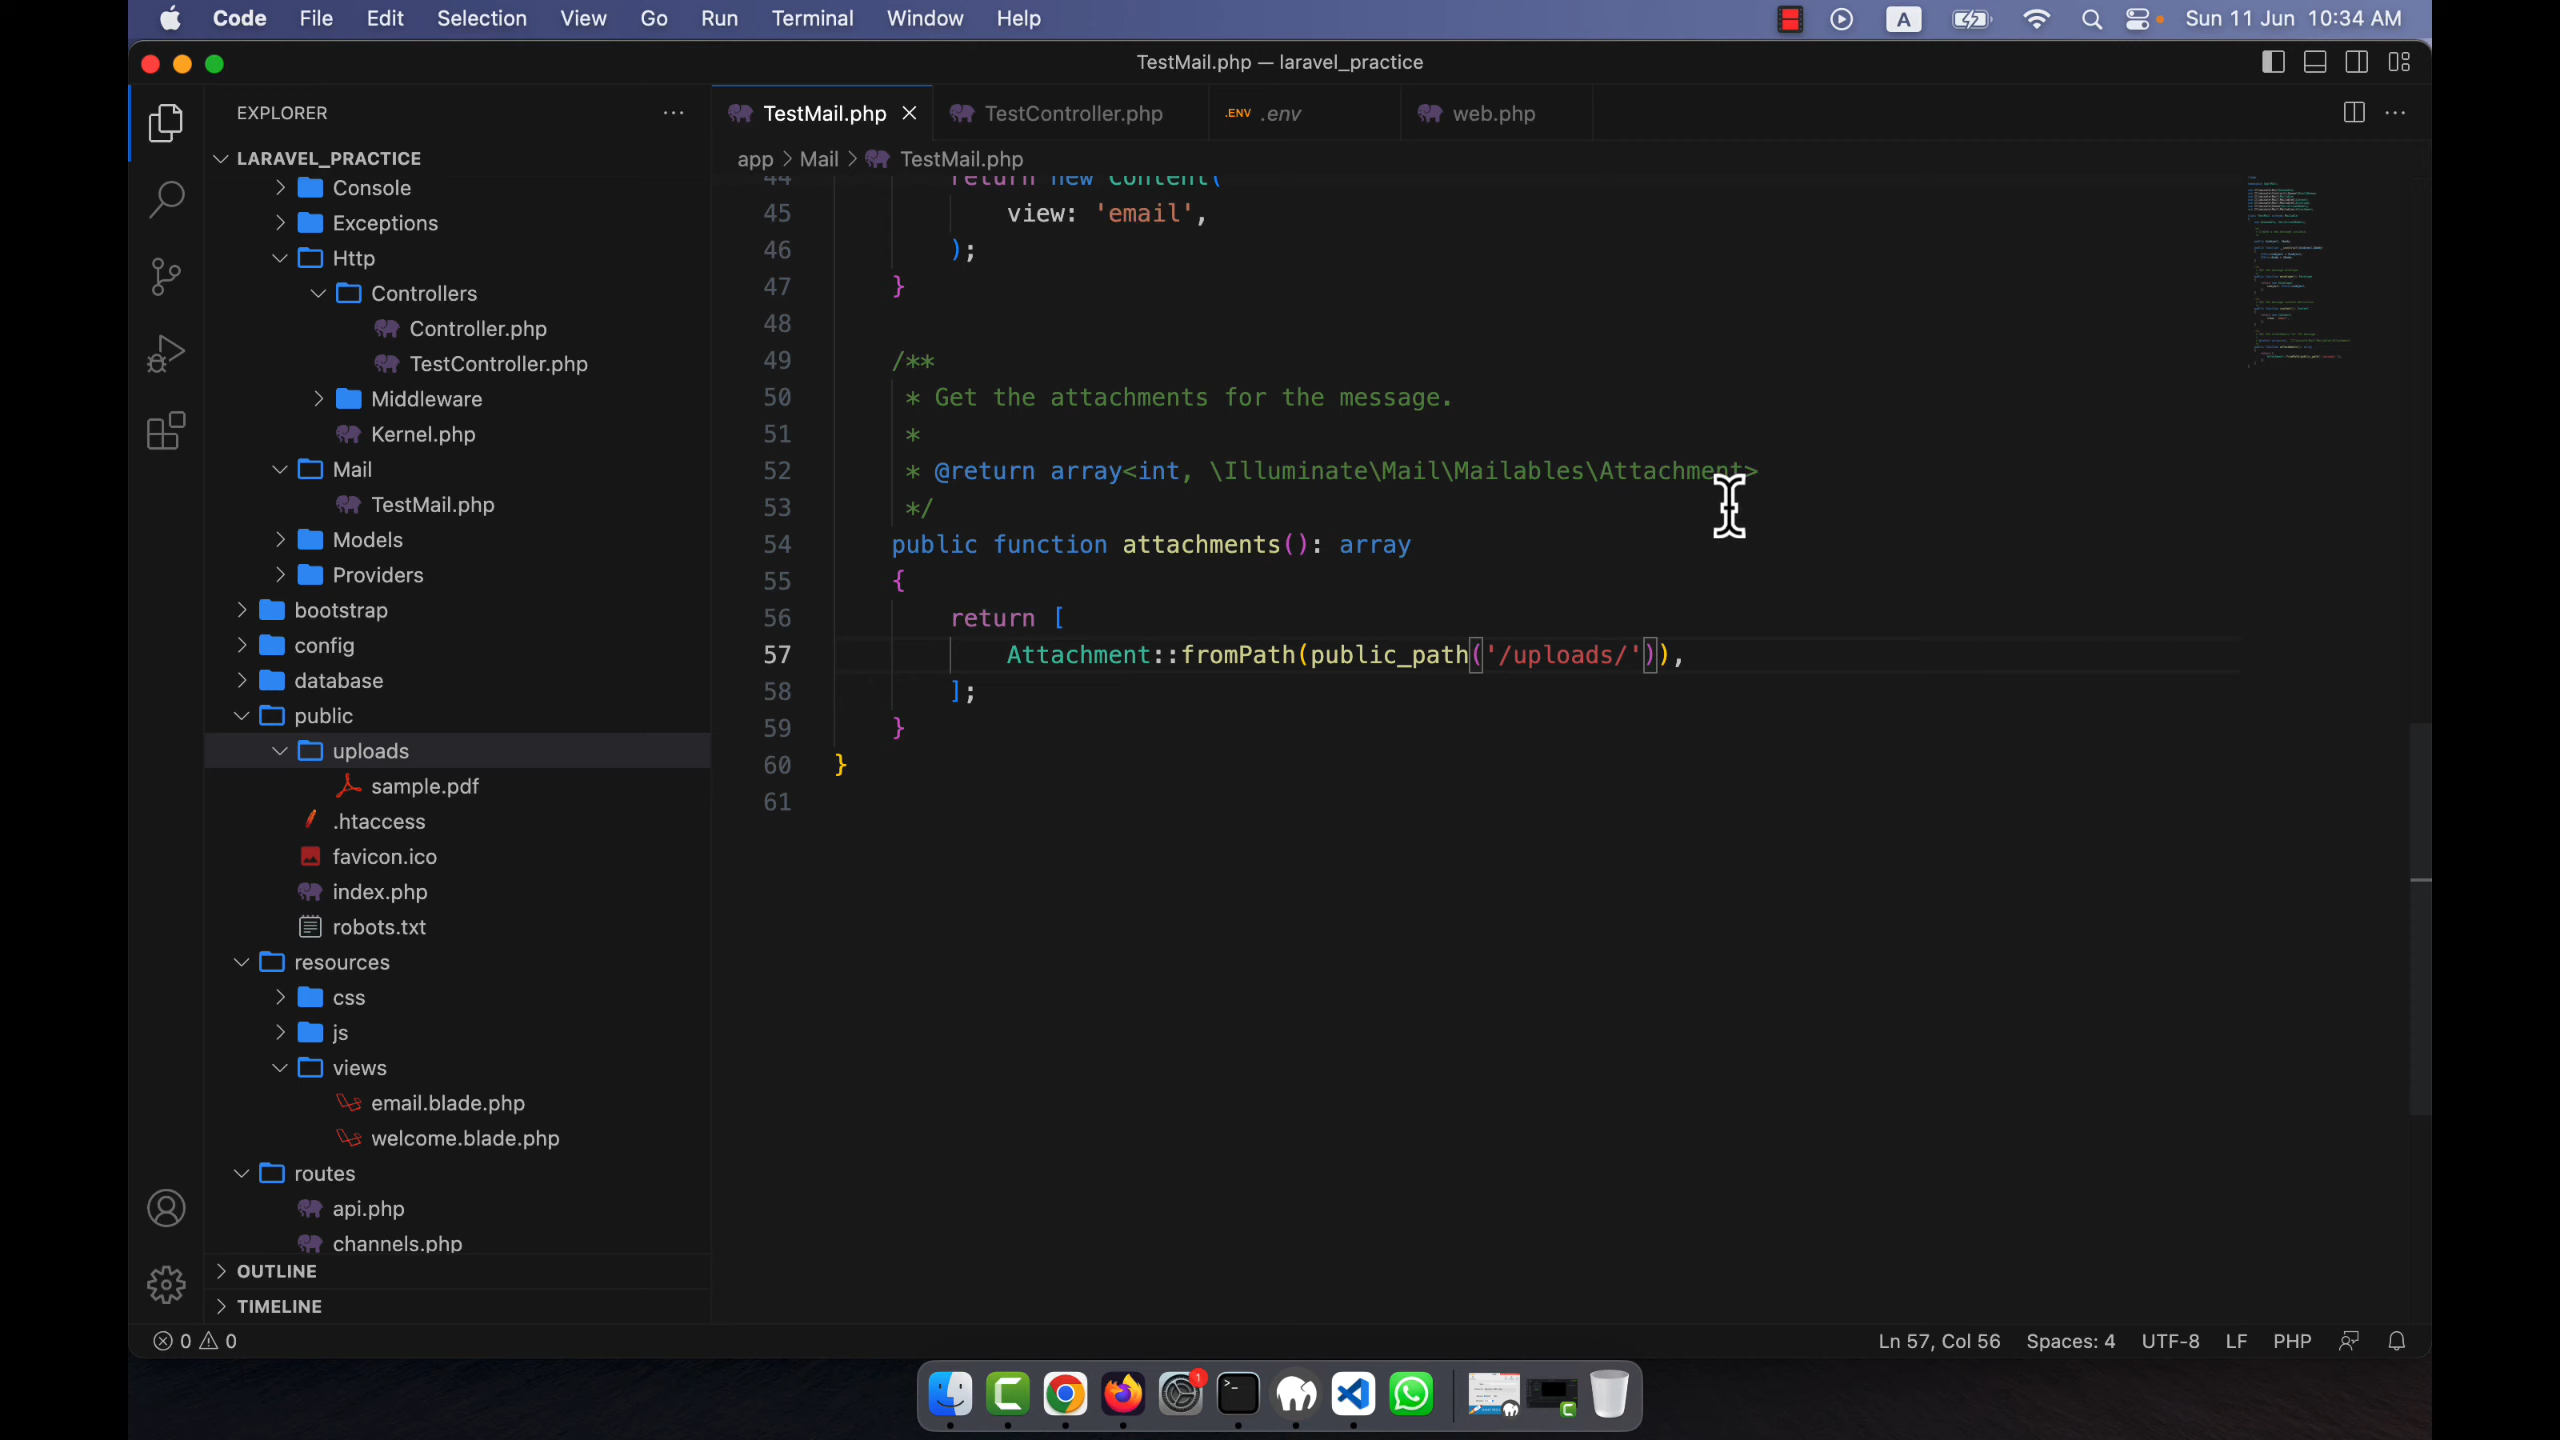 Code File Edit Selection View Go Run Terminal Window Help A Sun 11 Jun 10:34 AM
TestMail.php — laravel_practice
EXPLORER
LARAVEL_PRACTICE
Console
Exceptions
Http
Controllers
Controller.php
TestController.php
Middleware
Kernel.php
Mail
TestMail.php
Models
Providers
bootstrap
config
database
public
uploads
sample.pdf
.htaccess
favicon.ico
index.php
robots.txt
resources
css
js
views
email.blade.php
welcome.blade.php
routes
api.php
channels.php
OUTLINE
TIMELINE
TestMail.php TestController.php .ENV .env web.php
app > Mail > TestMail.php
44 return new Content(
45 view: 'email',
46 );
47 }
48
49 /**
50 * Get the attachments for the message.
51 *
52 * @return array<int, \Illuminate\Mail\Mailables\Attachment>
53 */
54 public function attachments(): array
55 {
56 return [
57 Attachment::fromPath(public_path('/uploads/')),
58 ];
59 }
60 }
61
0 0 Ln 57, Col 56 Spaces: 4 UTF-8 LF PHP
1